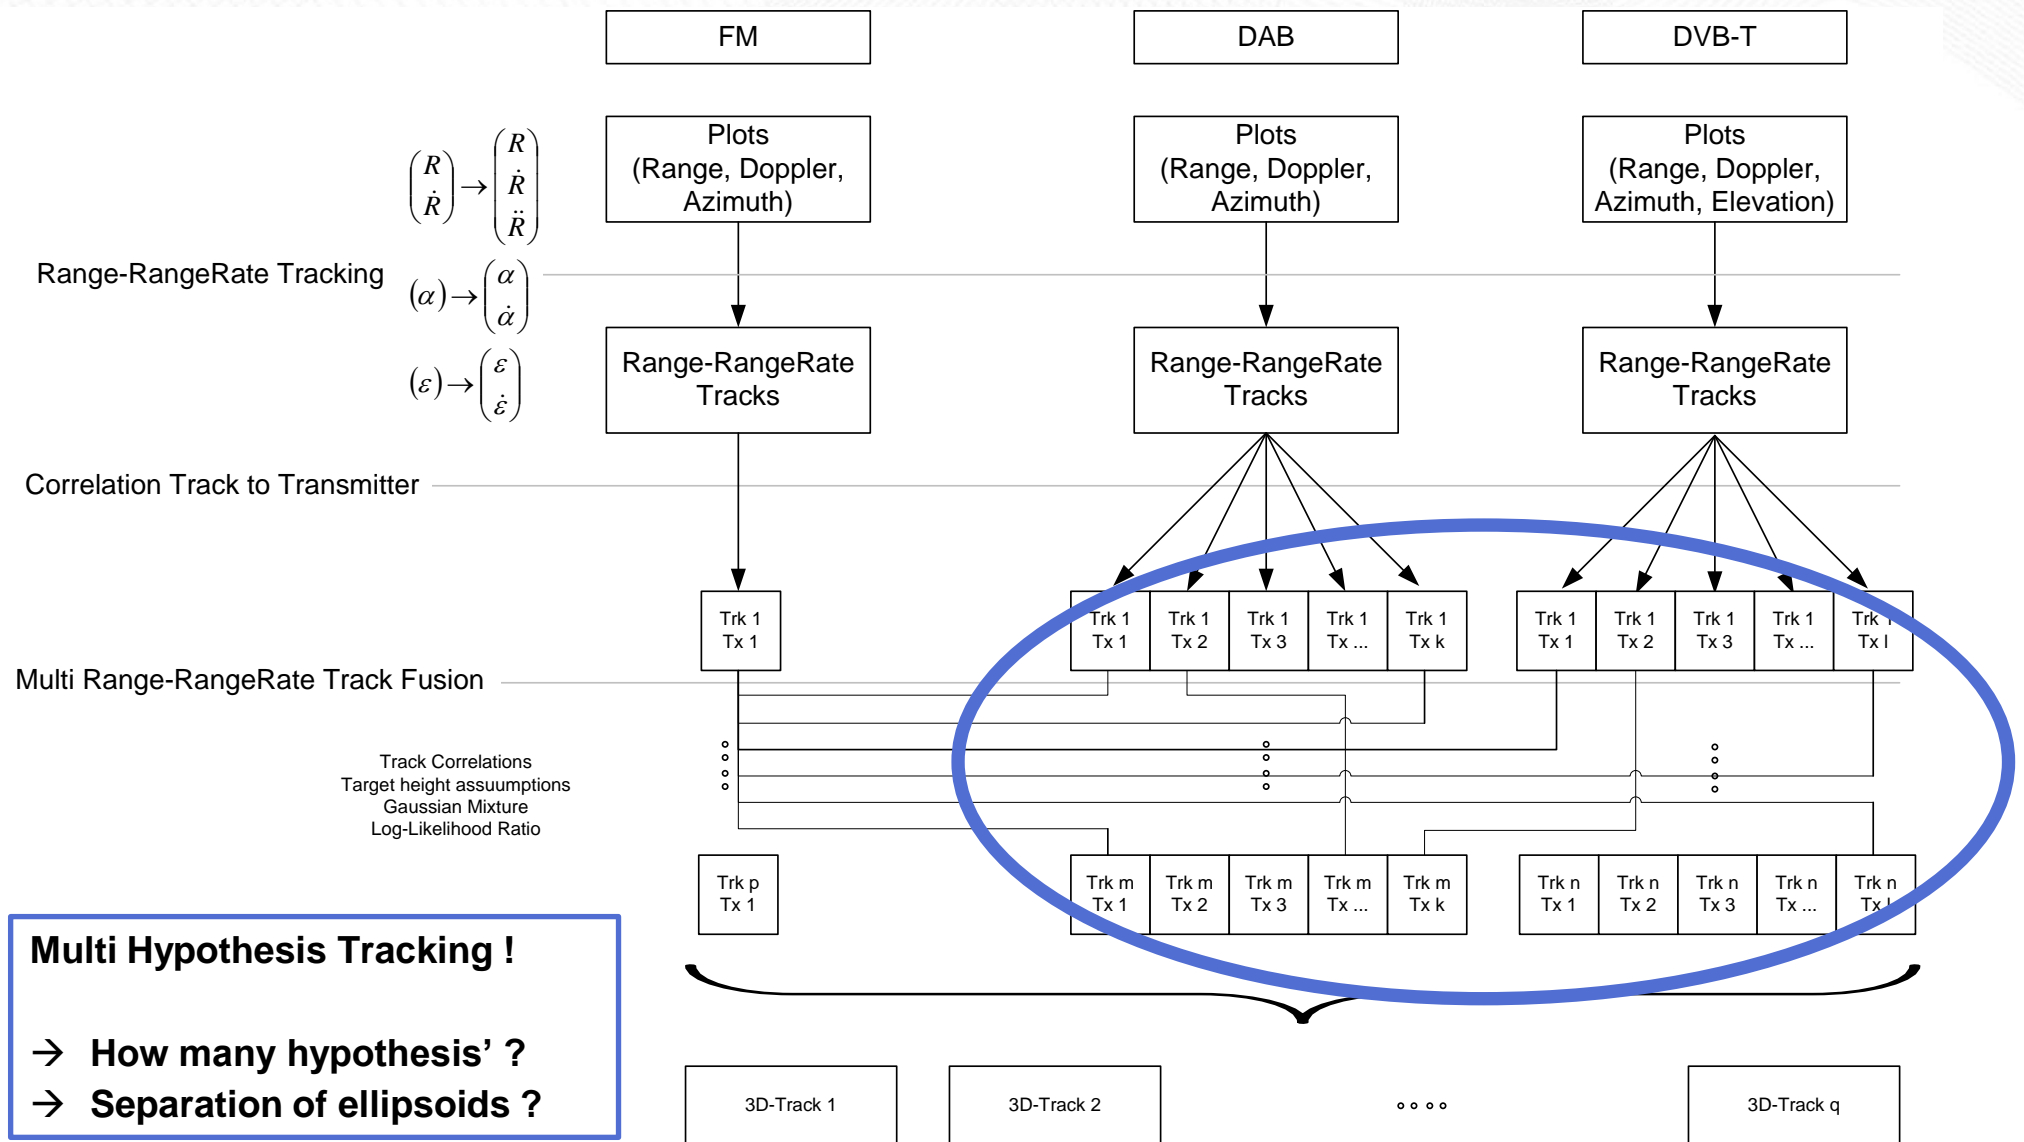 FM
DAB
DVB-T
Plots
(Range, Doppler,
Azimuth)
Plots
(Range, Doppler,
Azimuth)
Plots
(Range, Doppler,
Azimuth, Elevation)
(R Ṙ) → (R Ṙ R̈)
Range-RangeRate Tracking
(α) → (α α̇)
(ε) → (ε ε̇)
Range-RangeRate
Tracks
Range-RangeRate
Tracks
Range-RangeRate
Tracks
Correlation Track to Transmitter
Trk 1
Tx 1
Trk 1
Tx 1
Trk 1
Tx 2
Trk 1
Tx 3
Trk 1
Tx ...
Trk 1
Tx k
Trk 1
Tx 1
Trk 1
Tx 2
Trk 1
Tx 3
Trk 1
Tx ...
Trk 1
Tx l
Multi Range-RangeRate Track Fusion
Track Correlations
Target height assuumptions
Gaussian Mixture
Log-Likelihood Ratio
Trk p
Tx 1
Trk m
Tx 1
Trk m
Tx 2
Trk m
Tx 3
Trk m
Tx ...
Trk m
Tx k
Trk n
Tx 1
Trk n
Tx 2
Trk n
Tx 3
Trk n
Tx ...
Trk n
Tx l
Multi Hypothesis Tracking !
→ How many hypothesis’ ?
→ Separation of ellipsoids ?
3D-Track 1
3D-Track 2
3D-Track q